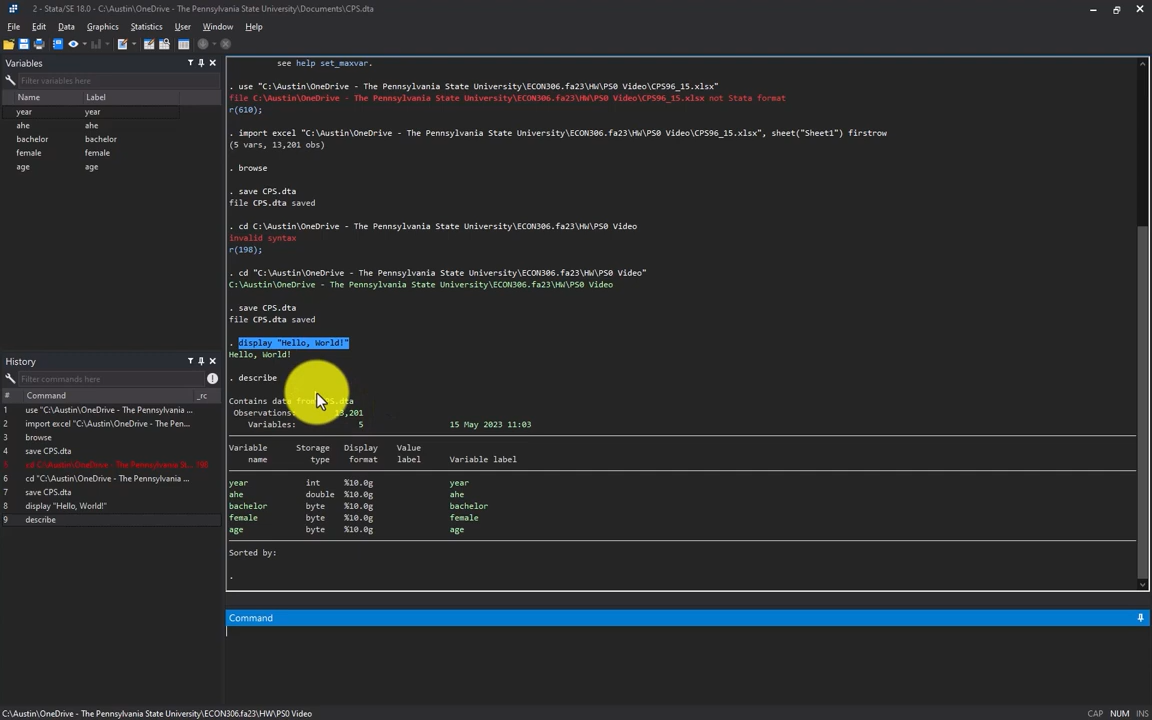 2 - Stata/SE 18.0 - C:\Austin\OneDrive - The Pennsylvania State University\Documents\CPS.dta
File Edit Data Graphics Statistics User Window Help
Variables
Filter variables here
Name Label
year year
ahe ahe
bachelor bachelor
female female
age age
History
Filter commands here
# Command _rc
1 use "C:\Austin\OneDrive - The Pennsylvania ...
2 import excel "C:\Austin\OneDrive - The Pen...
3 browse
4 save CPS.dta
5 cd C:\Austin\OneDrive - The Pennsylvania St... 198
6 cd "C:\Austin\OneDrive - The Pennsylvania ...
7 save CPS.dta
8 display "Hello, World!"
9 describe
see help set_maxvar.
. use "C:\Austin\OneDrive - The Pennsylvania State University\ECON306.fa23\HW\PS0 Video\CPS96_15.xlsx"
file C:\Austin\OneDrive - The Pennsylvania State University\ECON306.fa23\HW\PS0 Video\CPS96_15.xlsx not Stata format
r(610);
. import excel "C:\Austin\OneDrive - The Pennsylvania State University\ECON306.fa23\HW\PS0 Video\CPS96_15.xlsx", sheet("Sheet1") firstrow
(5 vars, 13,201 obs)
. browse
. save CPS.dta
file CPS.dta saved
. cd C:\Austin\OneDrive - The Pennsylvania State University\ECON306.fa23\HW\PS0 Video
invalid syntax
r(198);
. cd "C:\Austin\OneDrive - The Pennsylvania State University\ECON306.fa23\HW\PS0 Video"
C:\Austin\OneDrive - The Pennsylvania State University\ECON306.fa23\HW\PS0 Video
. save CPS.dta
file CPS.dta saved
. display "Hello, World!"
Hello, World!
. describe
Contains data from CPS.dta
Observations: 13,201
Variables: 5 15 May 2023 11:03
Variable Storage Display Value
name type format label Variable label
year int %10.0g year
ahe double %10.0g ahe
bachelor byte %10.0g bachelor
female byte %10.0g female
age byte %10.0g age
Sorted by:
.
Command
C:\Austin\OneDrive - The Pennsylvania State University\ECON306.fa23\HW\PS0 Video CAP NUM INS